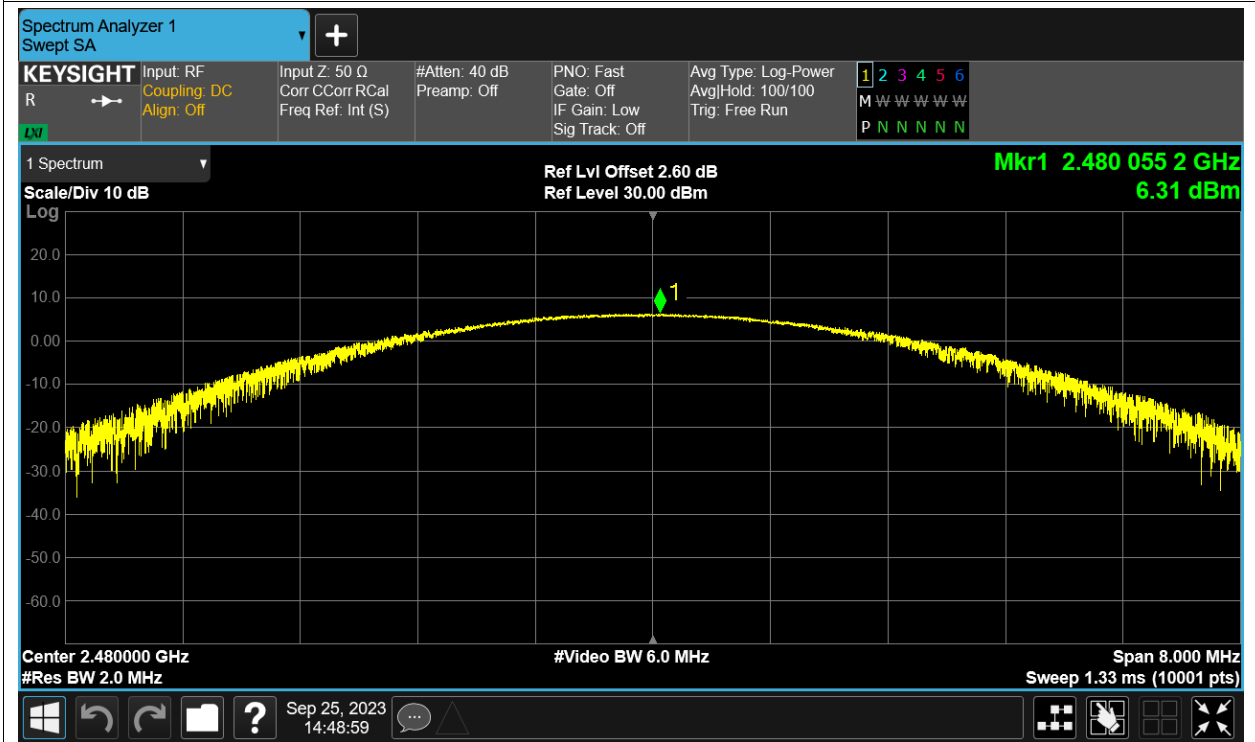 Spectrum Analyzer 1
Swept SA
+
KEYSIGHT
R
LXI
Input: RF
Coupling: DC
Align: Off
Input Z: 50 Ω
Corr CCorr RCal
Freq Ref: Int (S)
#Atten: 40 dB
Preamp: Off
PNO: Fast
Gate: Off
IF Gain: Low
Sig Track: Off
Avg Type: Log-Power
Avg|Hold: 100/100
Trig: Free Run
1 2 3 4 5 6
M W W W W W
P N N N N N
1 Spectrum
Scale/Div 10 dB
Log
Ref Lvl Offset 2.60 dB
Ref Level 30.00 dBm
Mkr1 2.480 055 2 GHz
6.31 dBm
20.0
10.0
1
0.00
-10.0
-20.0
-30.0
-40.0
-50.0
-60.0
Center 2.480000 GHz
#Video BW 6.0 MHz
Span 8.000 MHz
#Res BW 2.0 MHz
Sweep 1.33 ms (10001 pts)
?
Sep 25, 2023
14:48:59